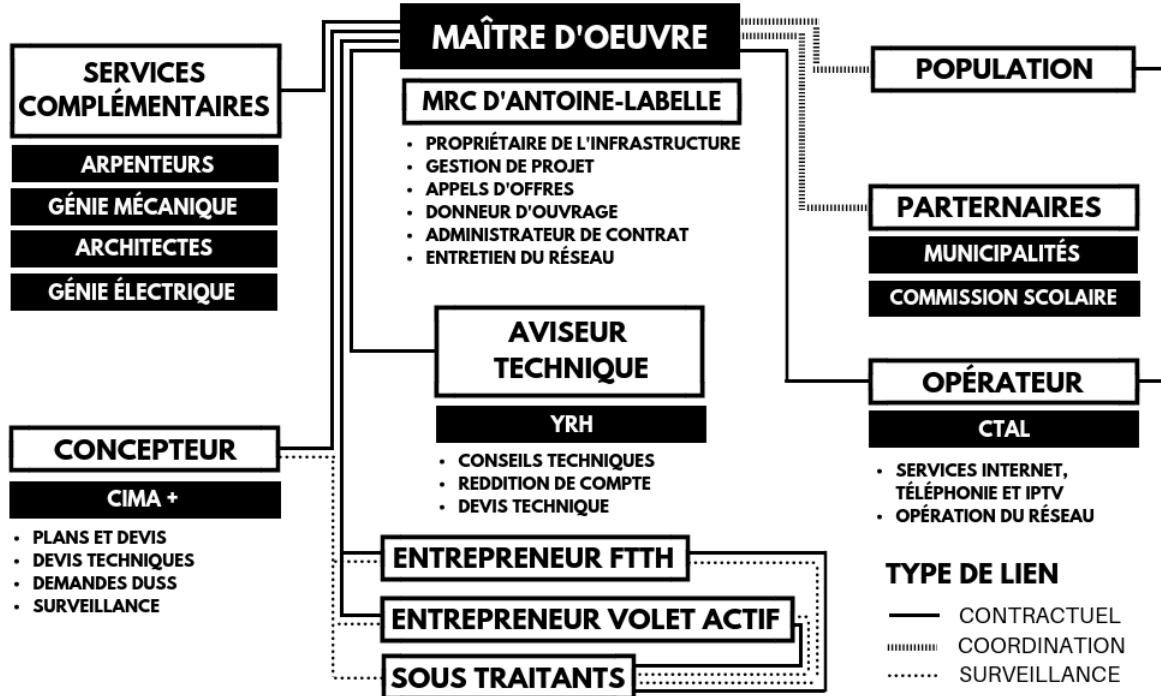 MAÎTRE D'OEUVRE
MRC D'ANTOINE-LABELLE
• PROPRIÉTAIRE DE L'INFRASTRUCTURE
• GESTION DE PROJET
• APPELS D'OFFRES
• DONNEUR D'OUVRAGE
• ADMINISTRATEUR DE CONTRAT
• ENTRETIEN DU RÉSEAU
SERVICES
COMPLÉMENTAIRES
ARPENTEURS
GÉNIE MÉCANIQUE
ARCHITECTES
GÉNIE ÉLECTRIQUE
POPULATION
PARTERNAIRES
MUNICIPALITÉS
COMMISSION SCOLAIRE
AVISEUR
TECHNIQUE
YRH
• CONSEILS TECHNIQUES
• REDDITION DE COMPTE
• DEVIS TECHNIQUE
OPÉRATEUR
CTAL
• SERVICES INTERNET,
TÉLÉPHONIE ET IPTV
• OPÉRATION DU RÉSEAU
CONCEPTEUR
CIMA +
• PLANS ET DEVIS
• DEVIS TECHNIQUES
• DEMANDES DUSS
• SURVEILLANCE
ENTREPRENEUR FTTH
ENTREPRENEUR VOLET ACTIF
SOUS TRAITANTS
TYPE DE LIEN
CONTRACTUEL
COORDINATION
SURVEILLANCE